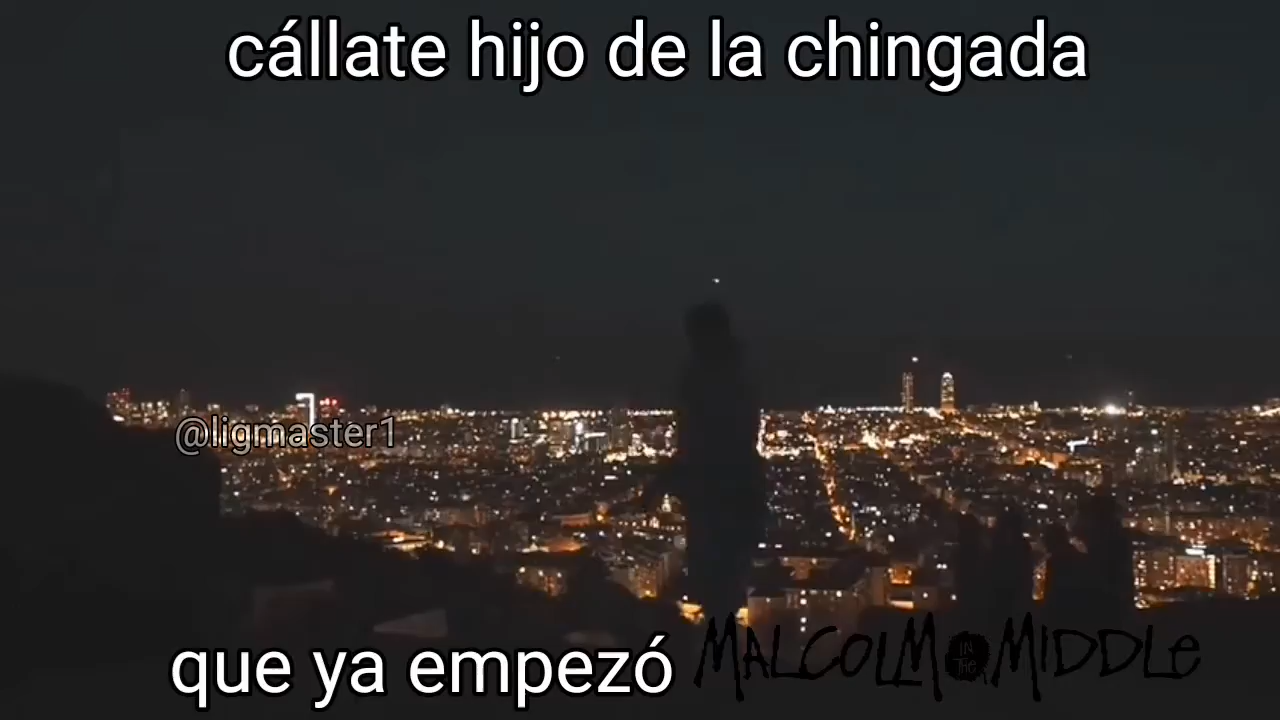 cállate hijo de la chingada
@ligmaster1
que ya empezó MALCOLM IN THE MIDDLE